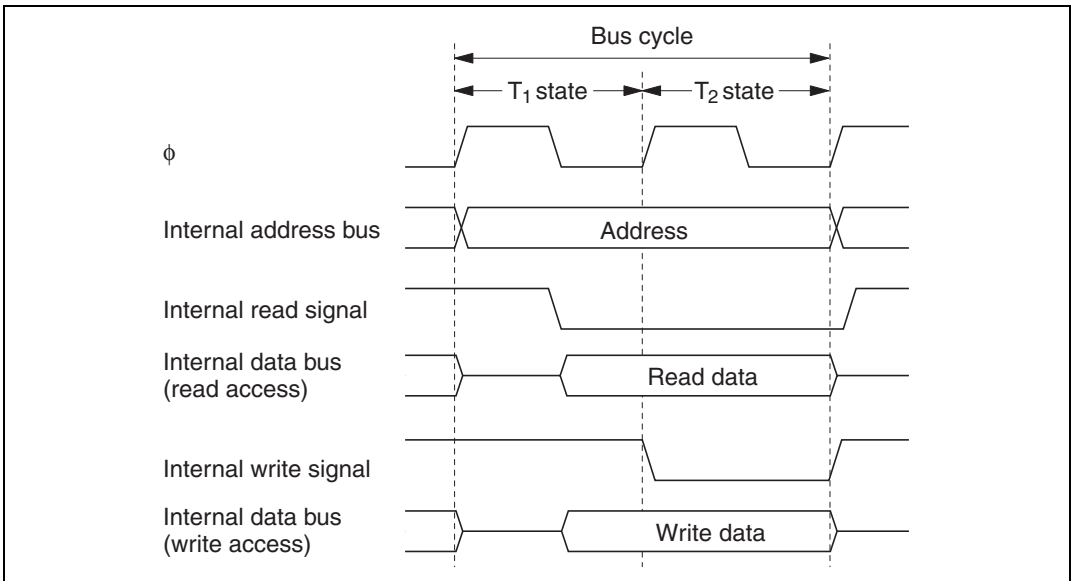 Bus cycle
T1 state
T2 state
φ
Internal address bus
Address
Internal read signal
Internal data bus
(read access)
Read data
Internal write signal
Internal data bus
(write access)
Write data